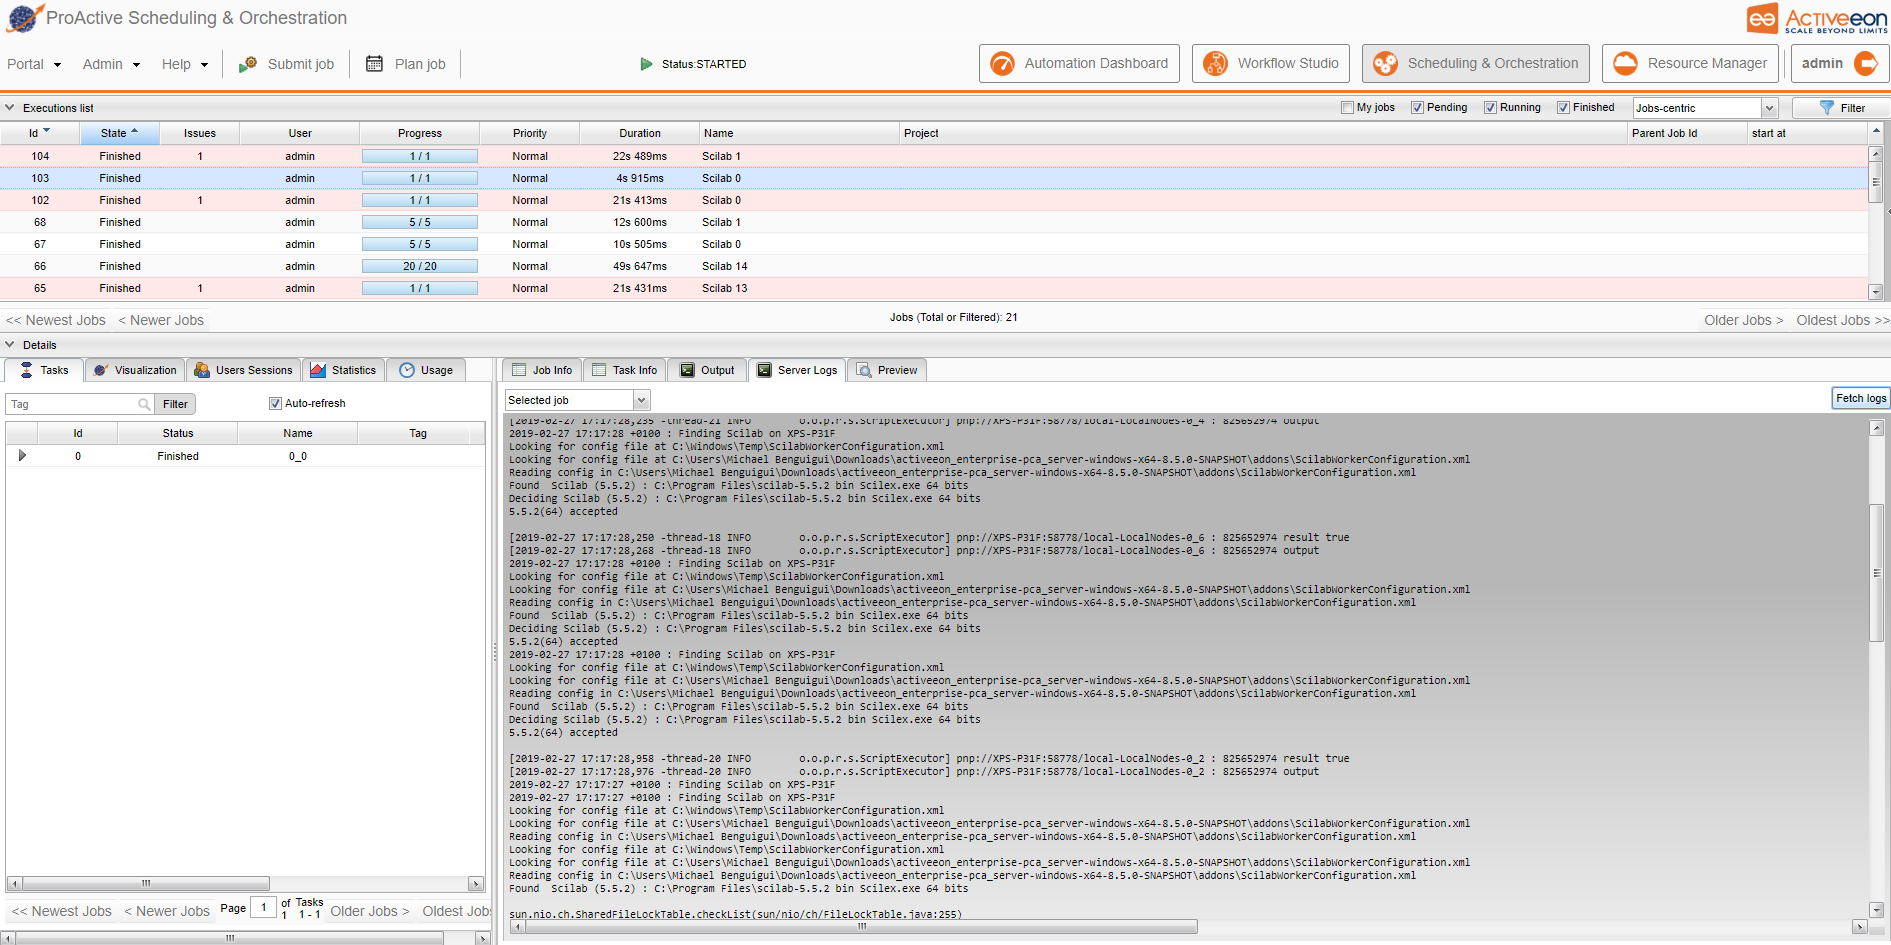 ProActive Scheduling & Orchestration
Activeeon
SCALE BEYOND LIMITS
Portal Admin Help Submit job Plan job Status:STARTED Automation Dashboard Workflow Studio Scheduling & Orchestration Resource Manager admin
Executions list My jobs Pending Running Finished Jobs-centric Filter
Id State Issues User Progress Priority Duration Name Project Parent Job Id start at
104 Finished 1 admin 1 / 1 Normal 22s 489ms Scilab 1
103 Finished admin 1 / 1 Normal 4s 915ms Scilab 0
102 Finished 1 admin 1 / 1 Normal 21s 413ms Scilab 0
68 Finished admin 5 / 5 Normal 12s 600ms Scilab 1
67 Finished admin 5 / 5 Normal 10s 505ms Scilab 0
66 Finished admin 20 / 20 Normal 49s 647ms Scilab 14
65 Finished 1 admin 1 / 1 Normal 21s 431ms Scilab 13
<< Newest Jobs < Newer Jobs Jobs (Total or Filtered): 21 Older Jobs > Oldest Jobs >>
Details
Tasks Visualization Users Sessions Statistics Usage
Tag Filter Auto-refresh
Id Status Name Tag
0 Finished 0_0
<< Newest Jobs < Newer Jobs Page 1 of 1 Tasks 1 - 1 Older Jobs > Oldest Jobs
Job Info Task Info Output Server Logs Preview
Selected job Fetch logs
[2019-02-27 17:17:28,235 -thread-21 INFO o.o.p.r.s.ScriptExecutor] pnp://XPS-P31F:58778/local-LocalNodes-0_4 : 825652974 output
2019-02-27 17:17:28 +0100 : Finding Scilab on XPS-P31F
Looking for config file at C:\Windows\Temp\ScilabWorkerConfiguration.xml
Looking for config file at C:\Users\Michael Benguigui\Downloads\activeeon_enterprise-pca_server-windows-x64-8.5.0-SNAPSHOT\addons\ScilabWorkerConfiguration.xml
Reading config in C:\Users\Michael Benguigui\Downloads\activeeon_enterprise-pca_server-windows-x64-8.5.0-SNAPSHOT\addons\ScilabWorkerConfiguration.xml
Found Scilab (5.5.2) : C:\Program Files\scilab-5.5.2 bin Scilex.exe 64 bits
Deciding Scilab (5.5.2) : C:\Program Files\scilab-5.5.2 bin Scilex.exe 64 bits
5.5.2(64) accepted
[2019-02-27 17:17:28,250 -thread-18 INFO o.o.p.r.s.ScriptExecutor] pnp://XPS-P31F:58778/local-LocalNodes-0_6 : 825652974 result true
[2019-02-27 17:17:28,268 -thread-18 INFO o.o.p.r.s.ScriptExecutor] pnp://XPS-P31F:58778/local-LocalNodes-0_6 : 825652974 output
2019-02-27 17:17:28 +0100 : Finding Scilab on XPS-P31F
Looking for config file at C:\Windows\Temp\ScilabWorkerConfiguration.xml
Looking for config file at C:\Users\Michael Benguigui\Downloads\activeeon_enterprise-pca_server-windows-x64-8.5.0-SNAPSHOT\addons\ScilabWorkerConfiguration.xml
Reading config in C:\Users\Michael Benguigui\Downloads\activeeon_enterprise-pca_server-windows-x64-8.5.0-SNAPSHOT\addons\ScilabWorkerConfiguration.xml
Found Scilab (5.5.2) : C:\Program Files\scilab-5.5.2 bin Scilex.exe 64 bits
Deciding Scilab (5.5.2) : C:\Program Files\scilab-5.5.2 bin Scilex.exe 64 bits
5.5.2(64) accepted
2019-02-27 17:17:28 +0100 : Finding Scilab on XPS-P31F
Looking for config file at C:\Windows\Temp\ScilabWorkerConfiguration.xml
Looking for config file at C:\Users\Michael Benguigui\Downloads\activeeon_enterprise-pca_server-windows-x64-8.5.0-SNAPSHOT\addons\ScilabWorkerConfiguration.xml
Reading config in C:\Users\Michael Benguigui\Downloads\activeeon_enterprise-pca_server-windows-x64-8.5.0-SNAPSHOT\addons\ScilabWorkerConfiguration.xml
Found Scilab (5.5.2) : C:\Program Files\scilab-5.5.2 bin Scilex.exe 64 bits
Deciding Scilab (5.5.2) : C:\Program Files\scilab-5.5.2 bin Scilex.exe 64 bits
5.5.2(64) accepted
[2019-02-27 17:17:28,958 -thread-20 INFO o.o.p.r.s.ScriptExecutor] pnp://XPS-P31F:58778/local-LocalNodes-0_2 : 825652974 result true
[2019-02-27 17:17:28,976 -thread-20 INFO o.o.p.r.s.ScriptExecutor] pnp://XPS-P31F:58778/local-LocalNodes-0_2 : 825652974 output
2019-02-27 17:17:27 +0100 : Finding Scilab on XPS-P31F
2019-02-27 17:17:27 +0100 : Finding Scilab on XPS-P31F
Looking for config file at C:\Windows\Temp\ScilabWorkerConfiguration.xml
Looking for config file at C:\Users\Michael Benguigui\Downloads\activeeon_enterprise-pca_server-windows-x64-8.5.0-SNAPSHOT\addons\ScilabWorkerConfiguration.xml
Reading config in C:\Users\Michael Benguigui\Downloads\activeeon_enterprise-pca_server-windows-x64-8.5.0-SNAPSHOT\addons\ScilabWorkerConfiguration.xml
Looking for config file at C:\Windows\Temp\ScilabWorkerConfiguration.xml
Looking for config file at C:\Users\Michael Benguigui\Downloads\activeeon_enterprise-pca_server-windows-x64-8.5.0-SNAPSHOT\addons\ScilabWorkerConfiguration.xml
Reading config in C:\Users\Michael Benguigui\Downloads\activeeon_enterprise-pca_server-windows-x64-8.5.0-SNAPSHOT\addons\ScilabWorkerConfiguration.xml
Found Scilab (5.5.2) : C:\Program Files\scilab-5.5.2 bin Scilex.exe 64 bits
sun.nio.ch.SharedFileLockTable.checkList(sun/nio/ch/FileLockTable.java:255)